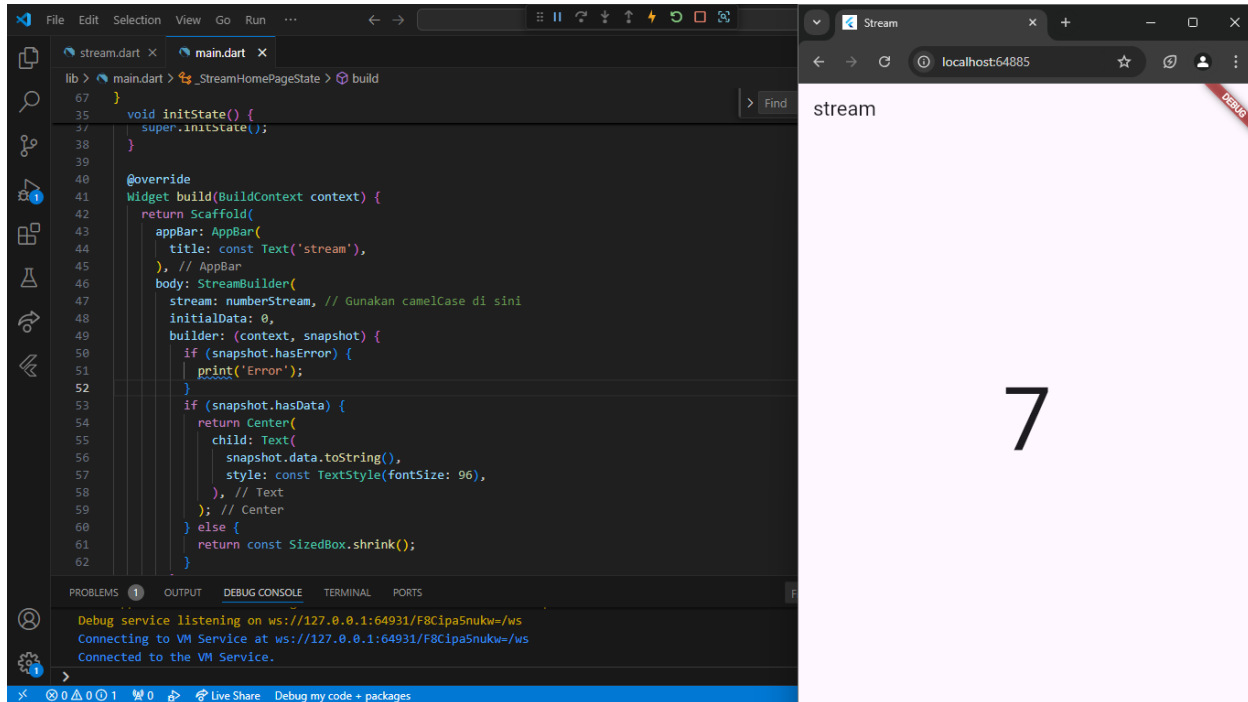 File Edit Selection View Go Run ···
stream.dart main.dart
lib > main.dart > _StreamHomePageState > build
67 }
35 void initState() {
37 super.initState();
38 }
39
40 @override
41 Widget build(BuildContext context) {
42 return Scaffold(
43 appBar: AppBar(
44 title: const Text('stream'),
45 ), // AppBar
46 body: StreamBuilder(
47 stream: numberStream, // Gunakan camelCase di sini
48 initialData: 0,
49 builder: (context, snapshot) {
50 if (snapshot.hasError) {
51 print('Error');
52 }
53 if (snapshot.hasData) {
54 return Center(
55 child: Text(
56 snapshot.data.toString(),
57 style: const TextStyle(fontSize: 96),
58 ), // Text
59 ); // Center
60 } else {
61 return const SizedBox.shrink();
62 }
> Find
PROBLEMS 1 OUTPUT DEBUG CONSOLE TERMINAL PORTS
Debug service listening on ws://127.0.0.1:64931/F8Cipa5nukw=/ws
Connecting to VM Service at ws://127.0.0.1:64931/F8Cipa5nukw=/ws
Connected to the VM Service.
>
0 0 1 0 Live Share Debug my code + packages
1
1
Stream
localhost:64885
stream
DEBUG
7